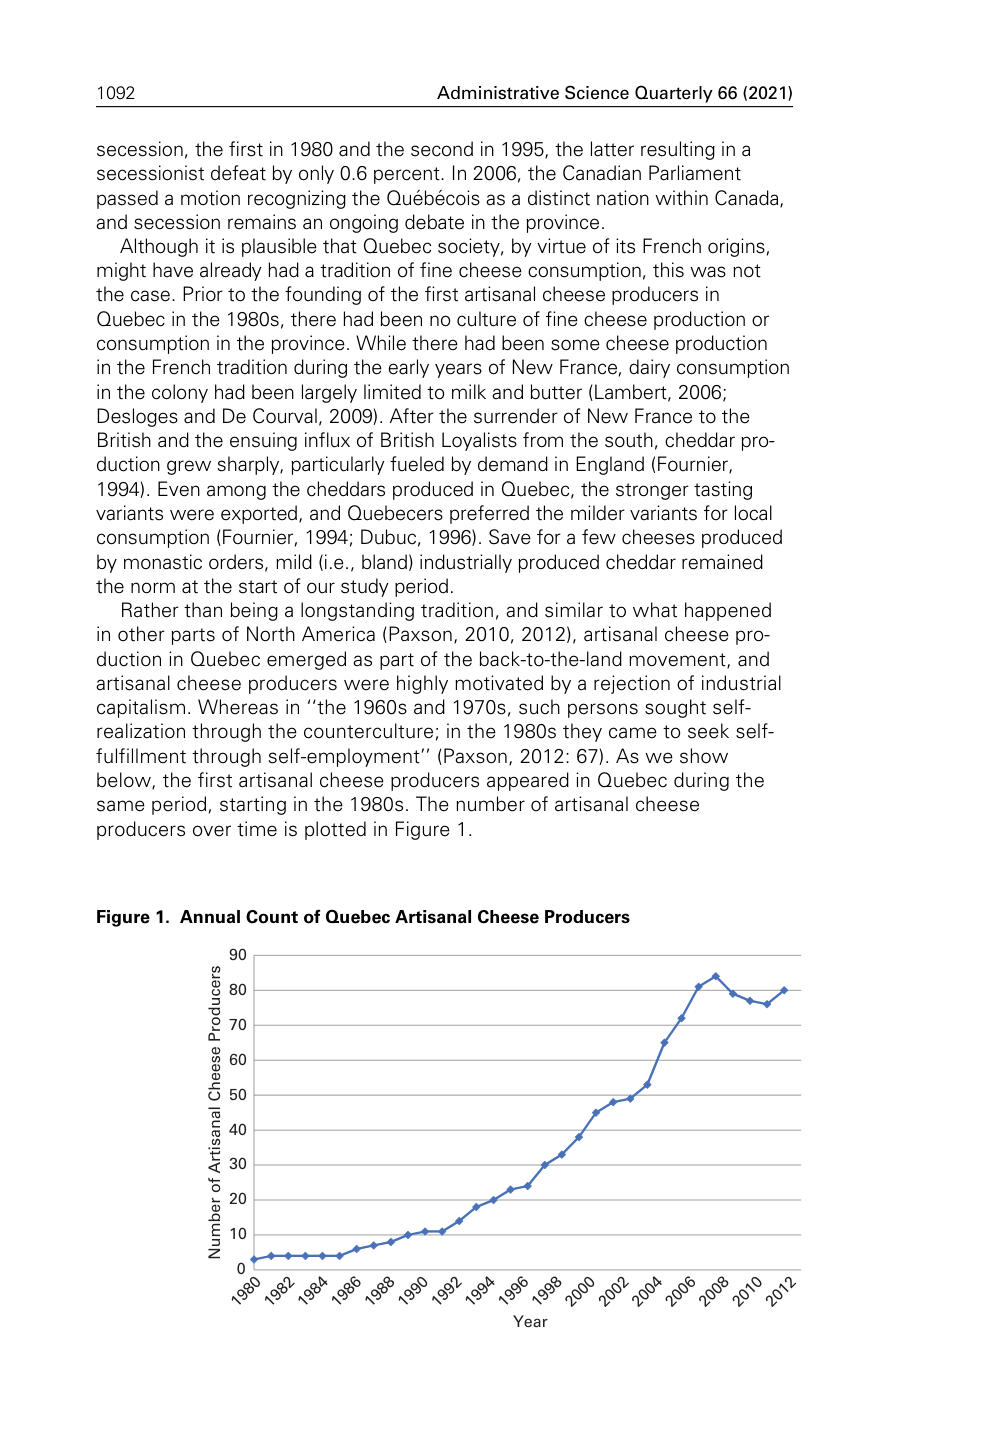 1092
Administrative Science Quarterly 66 (2021)
secession, the first in 1980 and the second in 1995, the latter resulting in a
secessionist defeat by only 0.6 percent. In 2006, the Canadian Parliament
passed a motion recognizing the Québécois as a distinct nation within Canada,
and secession remains an ongoing debate in the province.
Although it is plausible that Quebec society, by virtue of its French origins,
might have already had a tradition of fine cheese consumption, this was not
the case. Prior to the founding of the first artisanal cheese producers in
Quebec in the 1980s, there had been no culture of fine cheese production or
consumption in the province. While there had been some cheese production
in the French tradition during the early years of New France, dairy consumption
in the colony had been largely limited to milk and butter (Lambert, 2006;
Desloges and De Courval, 2009). After the surrender of New France to the
British and the ensuing influx of British Loyalists from the south, cheddar pro-
duction grew sharply, particularly fueled by demand in England (Fournier,
1994). Even among the cheddars produced in Quebec, the stronger tasting
variants were exported, and Quebecers preferred the milder variants for local
consumption (Fournier, 1994; Dubuc, 1996). Save for a few cheeses produced
by monastic orders, mild (i.e., bland) industrially produced cheddar remained
the norm at the start of our study period.
Rather than being a longstanding tradition, and similar to what happened
in other parts of North America (Paxson, 2010, 2012), artisanal cheese pro-
duction in Quebec emerged as part of the back-to-the-land movement, and
artisanal cheese producers were highly motivated by a rejection of industrial
capitalism. Whereas in ‘‘the 1960s and 1970s, such persons sought self-
realization through the counterculture; in the 1980s they came to seek self-
fulfillment through self-employment’’ (Paxson, 2012: 67). As we show
below, the first artisanal cheese producers appeared in Quebec during the
same period, starting in the 1980s. The number of artisanal cheese
producers over time is plotted in Figure 1.
Figure 1. Annual Count of Quebec Artisanal Cheese Producers
Number of Artisanal Cheese Producers
90
80
70
60
50
40
30
20
10
0
1980 1982 1984 1986 1988 1990 1992 1994 1996 1998 2000 2002 2004 2006 2008 2010 2012
Year